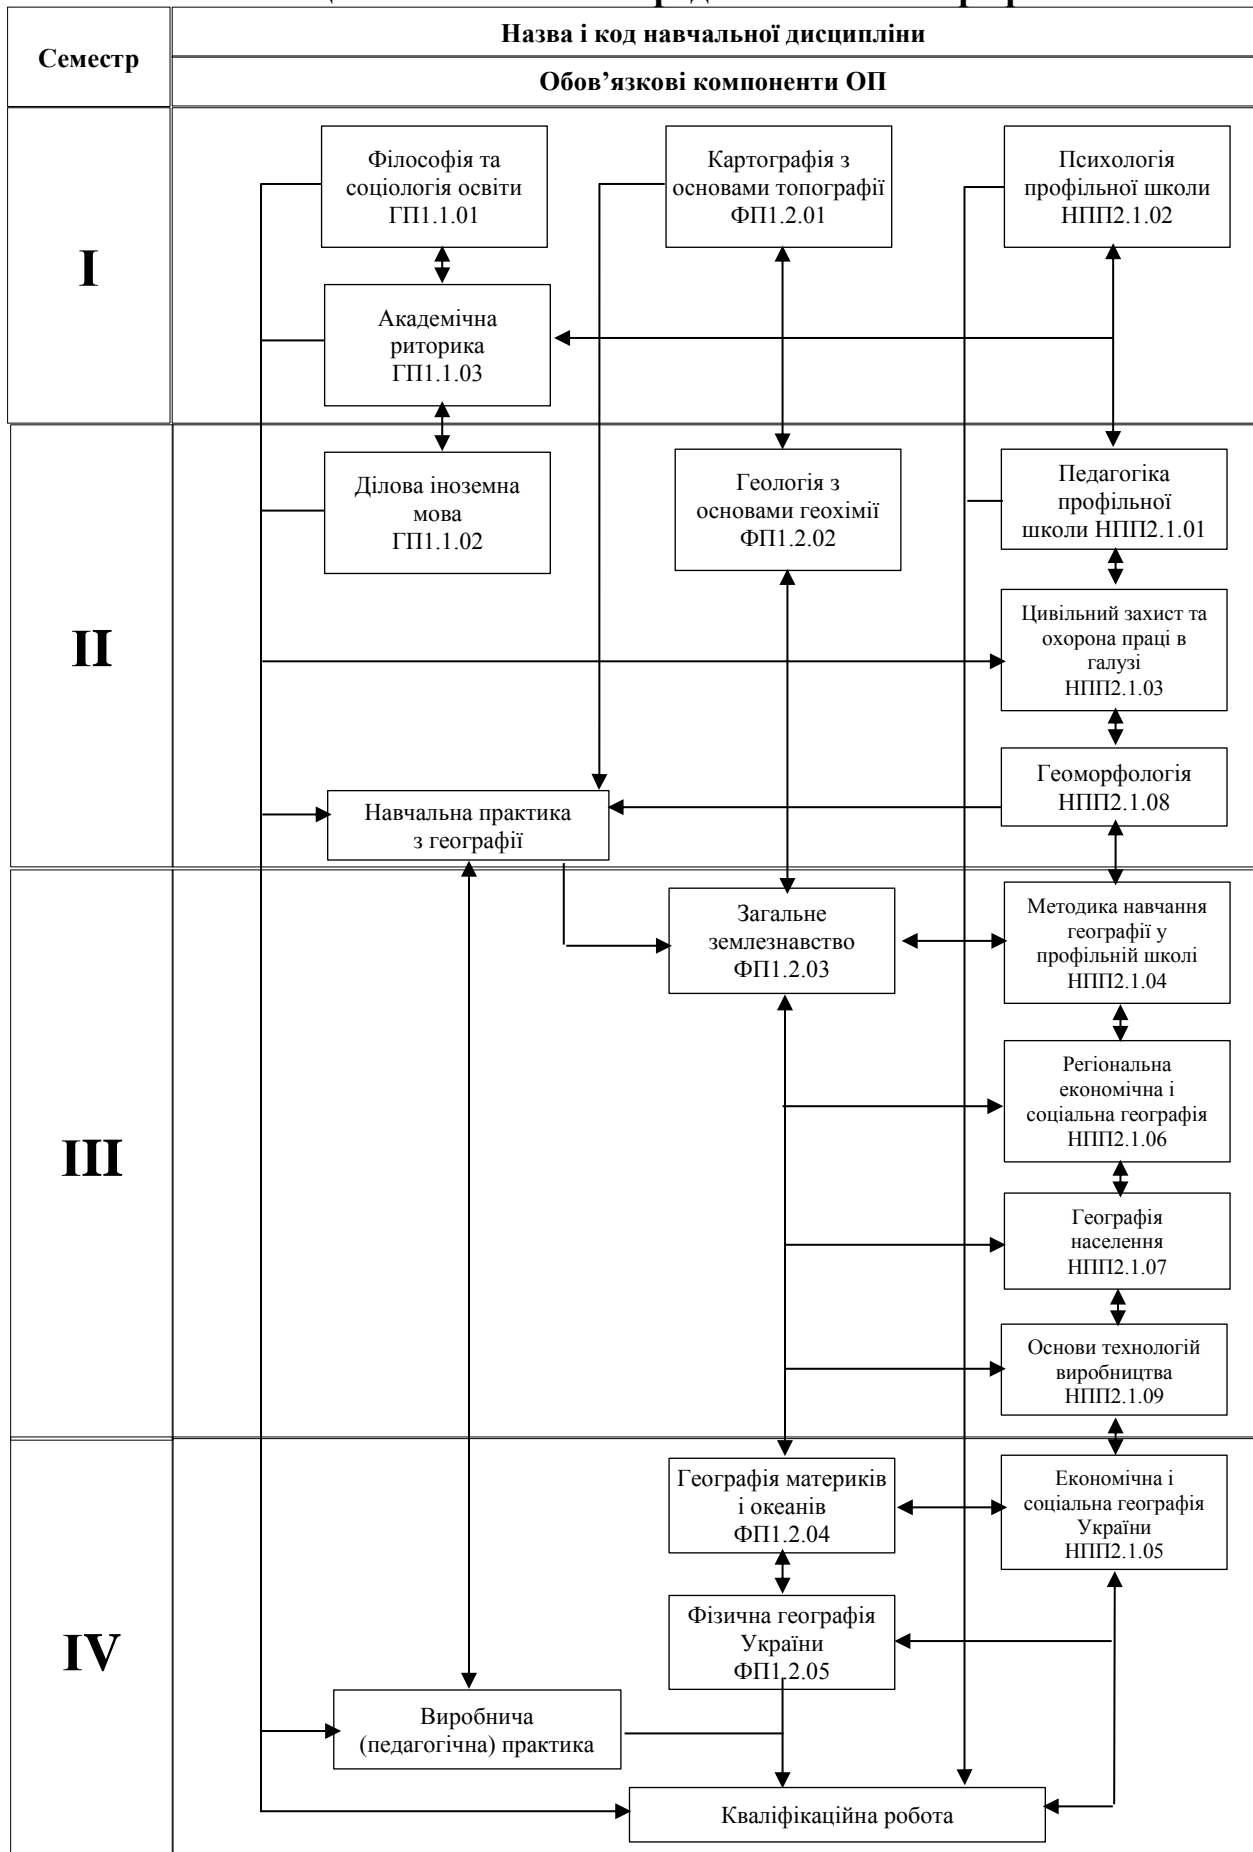 Семестр
Назва і код навчальної дисципліни
Обов’язкові компоненти ОП
I
Філософія та
соціологія освіти
ГП1.1.01
Картографія з
основами топографії
ФП1.2.01
Психологія
профільної школи
НПП2.1.02
Академічна
риторика
ГП1.1.03
II
Ділова іноземна
мова
ГП1.1.02
Геологія з
основами геохімії
ФП1.2.02
Педагогіка
профільної
школи НПП2.1.01
Цивільний захист та
охорона праці в
галузі
НПП2.1.03
Геоморфологія
НПП2.1.08
Навчальна практика
з географії
III
Загальне
землезнавство
ФП1.2.03
Методика навчання
географії у
профільній школі
НПП2.1.04
Регіональна
економічна і
соціальна географія
НПП2.1.06
Географія
населення
НПП2.1.07
Основи технологій
виробництва
НПП2.1.09
IV
Географія материків
і океанів
ФП1.2.04
Економічна і
соціальна географія
України
НПП2.1.05
Фізична географія
України
ФП1.2.05
Виробнича
(педагогічна) практика
Кваліфікаційна робота